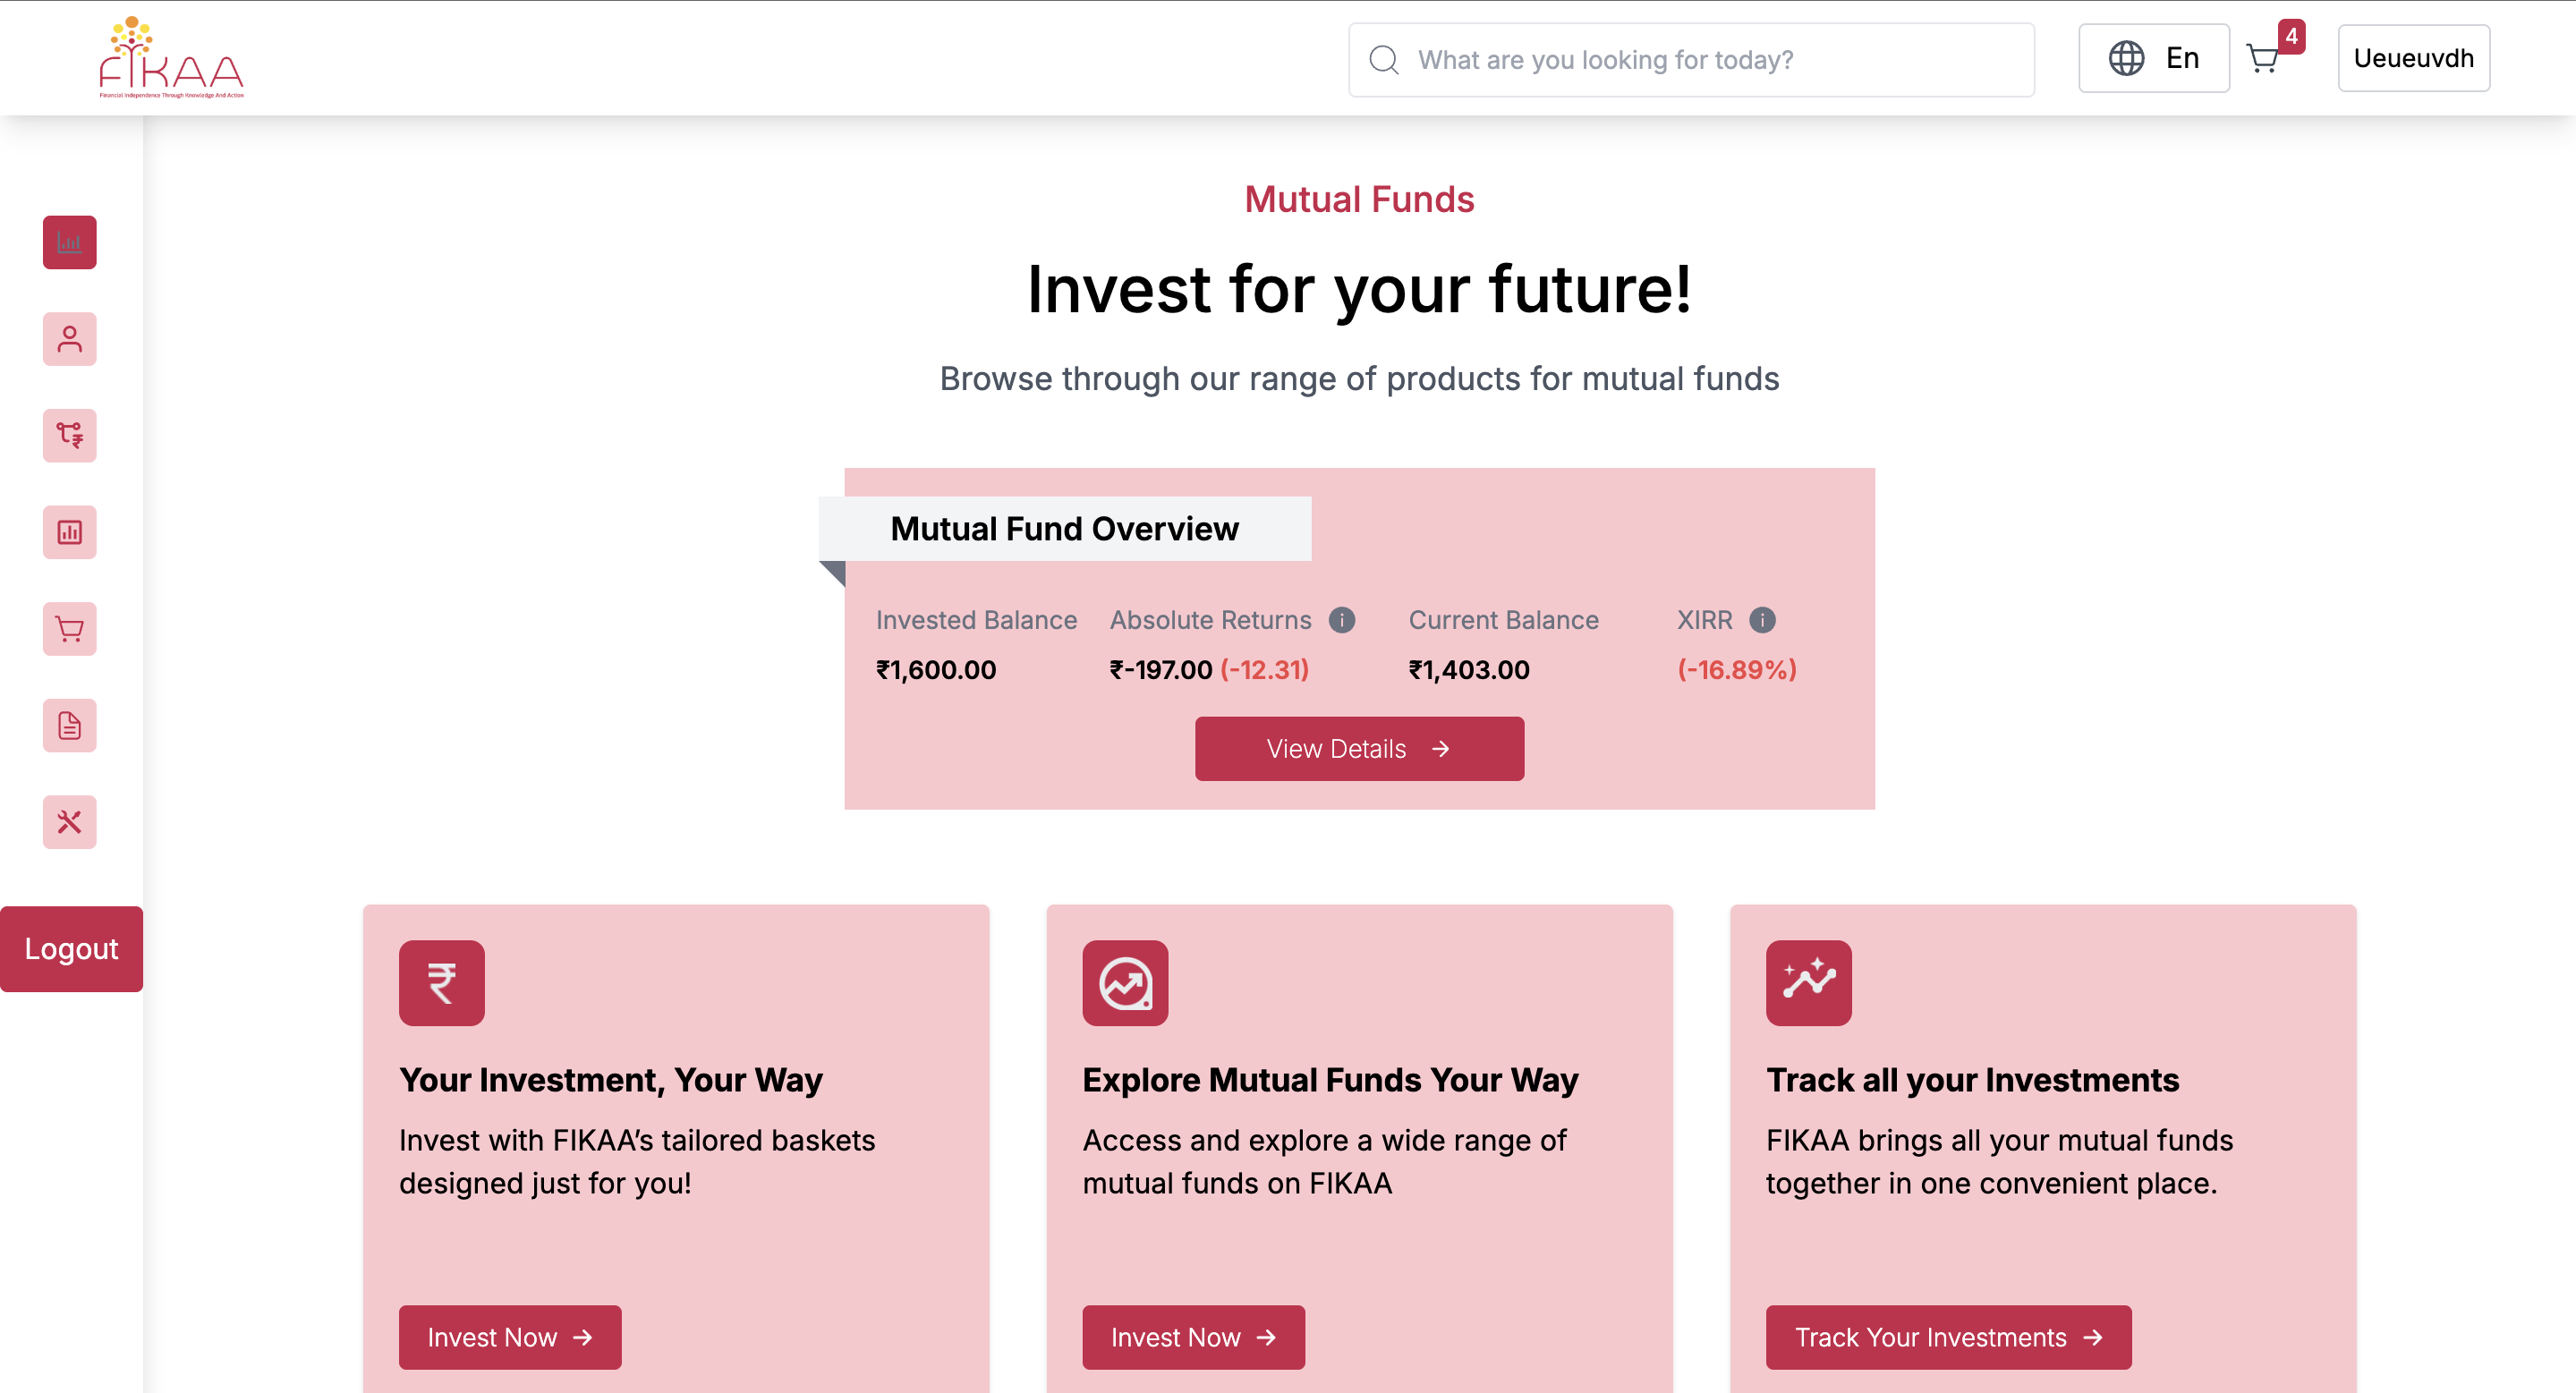 FIKAA
Financial Independence Through Knowledge And Action
What are you looking for today?
En
4
Ueueuvdh
Mutual Funds
Invest for your future!
Browse through our range of products for mutual funds
Mutual Fund Overview
Invested Balance Absolute Returns i Current Balance XIRR i
₹1,600.00 ₹-197.00 (-12.31) ₹1,403.00 (-16.89%)
View Details →
Logout
₹
Your Investment, Your Way
Invest with FIKAA’s tailored baskets
designed just for you!
Invest Now →
Explore Mutual Funds Your Way
Access and explore a wide range of
mutual funds on FIKAA
Invest Now →
Track all your Investments
FIKAA brings all your mutual funds
together in one convenient place.
Track Your Investments →